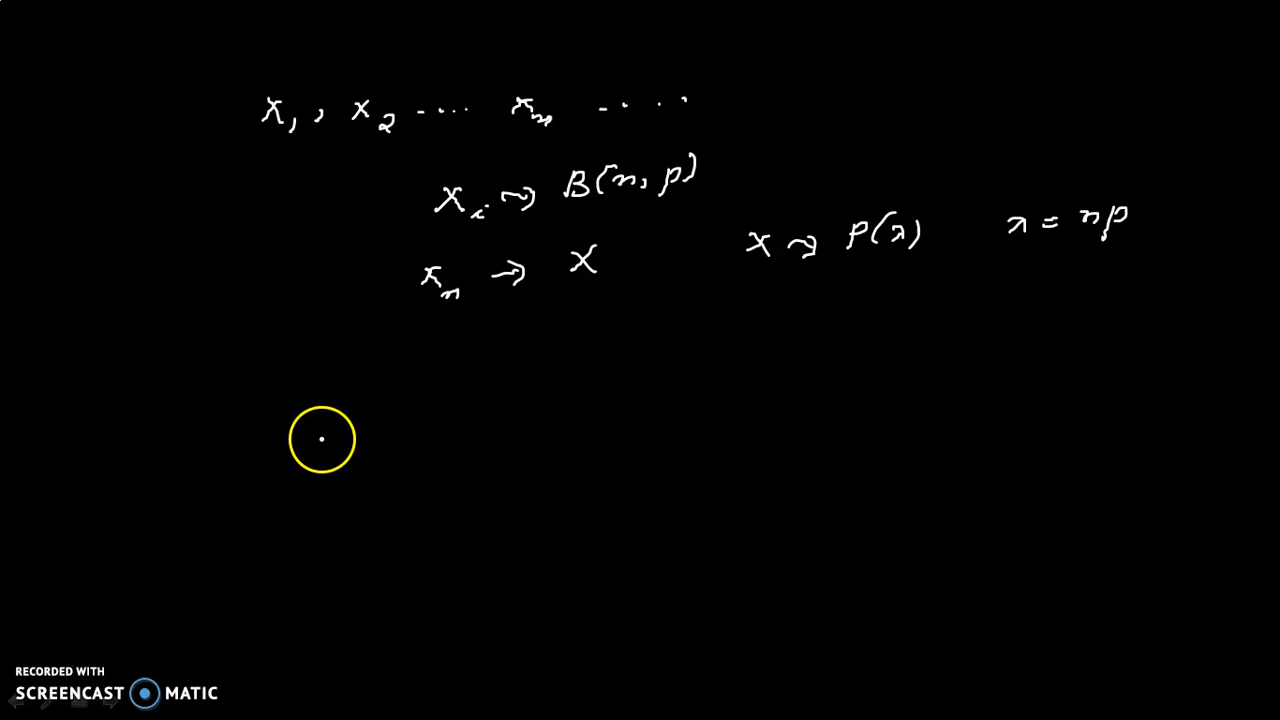 X₁, X₂ ---- Xₙ -----
Xᵢ ⇝ B(n, p)
Xₙ → X X ⇝ P(λ) λ = np
RECORDED WITH
SCREENCAST MATIC